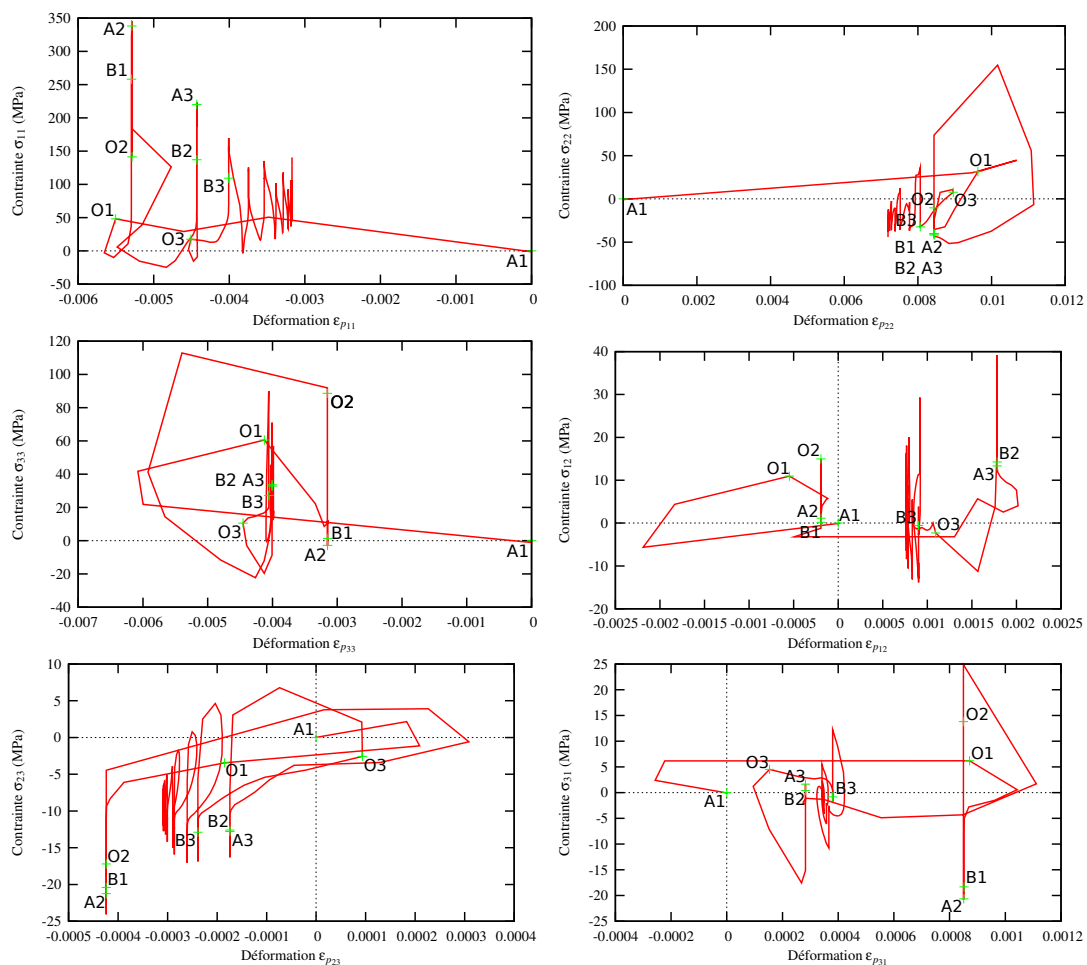 Contrainte σ11 (MPa)
350
300
250
200
150
100
50
0
-50
A2
B1
O2
O1
A3
B2
B3
O3
A1
-0.006 -0.005 -0.004 -0.003 -0.002 -0.001 0
Déformation εp11
Contrainte σ22 (MPa)
200
150
100
50
0
-50
-100
A1
O1
O2
O3
B3
B1 A2
B2 A3
0 0.002 0.004 0.006 0.008 0.01 0.012
Déformation εp22
Contrainte σ33 (MPa)
120
100
80
60
40
20
0
-20
-40
O2
O1
B2 A3
B3
O3
B1
A2
A1
-0.007 -0.006 -0.005 -0.004 -0.003 -0.002 -0.001 0
Déformation εp33
Contrainte σ12 (MPa)
40
30
20
10
0
-10
-20
O2
O1
A2
A1
B1
B2
A3
B3
O3
-0.0025 -0.002 -0.0015 -0.001 -0.0005 0 0.0005 0.001 0.0015 0.002 0.0025
Déformation εp12
Contrainte σ23 (MPa)
10
5
0
-5
-10
-15
-20
-25
A1
O1
O3
B2
B3
A3
O2
B1
A2
-0.0005 -0.0004 -0.0003 -0.0002 -0.0001 0 0.0001 0.0002 0.0003 0.0004
Déformation εp23
Contrainte σ31 (MPa)
25
20
15
10
5
0
-5
-10
-15
-20
-25
O2
O1
O3
A3
A1
B2
B3
B1
A2
-0.0004 -0.0002 0 0.0002 0.0004 0.0006 0.0008 0.001 0.0012
Déformation εp31